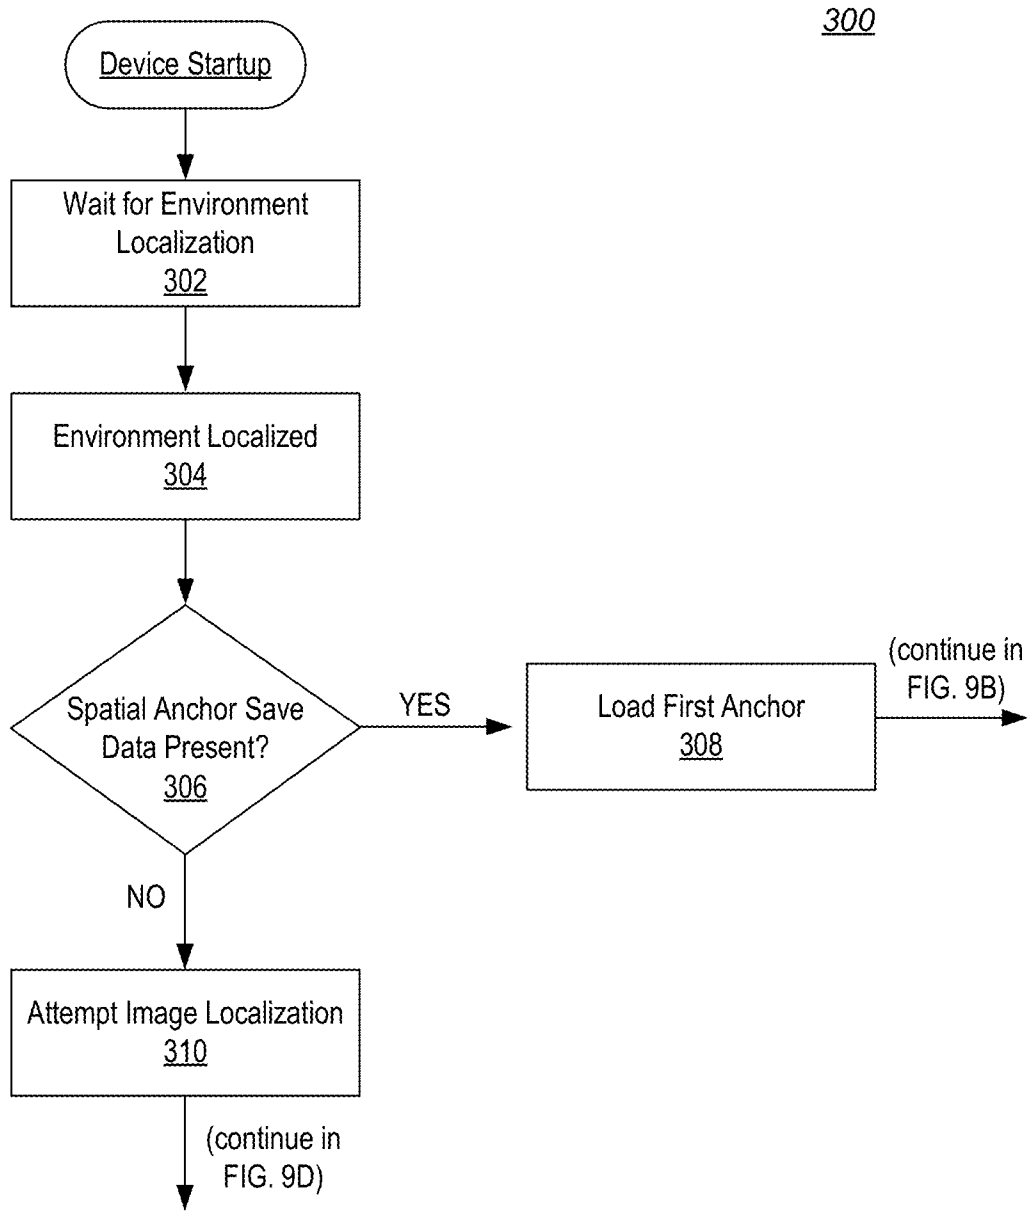 300
Device Startup
Wait for Environment
Localization
302
Environment Localized
304
Spatial Anchor Save
Data Present?
306
YES
Load First Anchor
308
(continue in
FIG. 9B)
NO
Attempt Image Localization
310
(continue in
FIG. 9D)